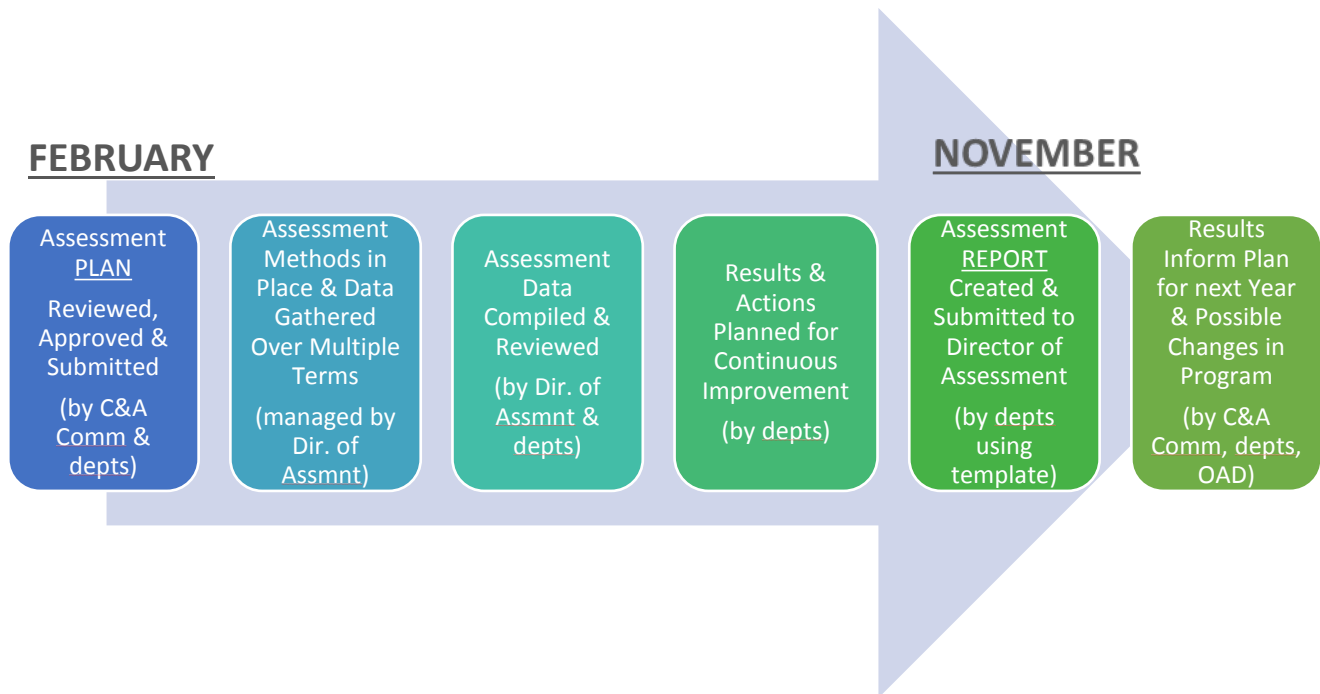 FEBRUARY
NOVEMBER
Assessment
PLAN
Reviewed,
Approved &
Submitted
(by C&A
Comm &
depts)
Assessment
Methods in
Place & Data
Gathered
Over Multiple
Terms
(managed by
Dir. of
Assmnt)
Assessment
Data
Compiled &
Reviewed
(by Dir. of
Assmnt &
depts)
Results &
Actions
Planned for
Continuous
Improvement
(by depts)
Assessment
REPORT
Created &
Submitted to
Director of
Assessment
(by depts
using
template)
Results
Inform Plan
for next Year
& Possible
Changes in
Program
(by C&A
Comm, depts,
OAD)